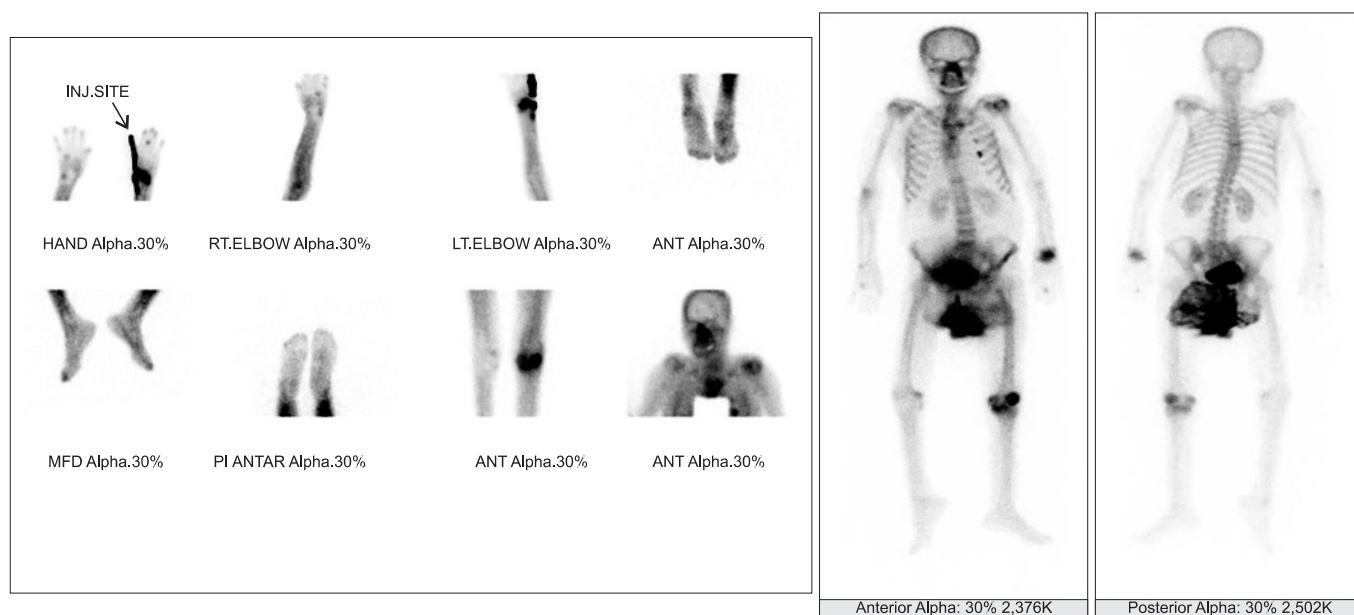 INJ.SITE
HAND Alpha.30%
RT.ELBOW Alpha.30%
LT.ELBOW Alpha.30%
ANT Alpha.30%
MFD Alpha.30%
PI ANTAR Alpha.30%
ANT Alpha.30%
ANT Alpha.30%
Anterior Alpha: 30% 2,376K
Posterior Alpha: 30% 2,502K